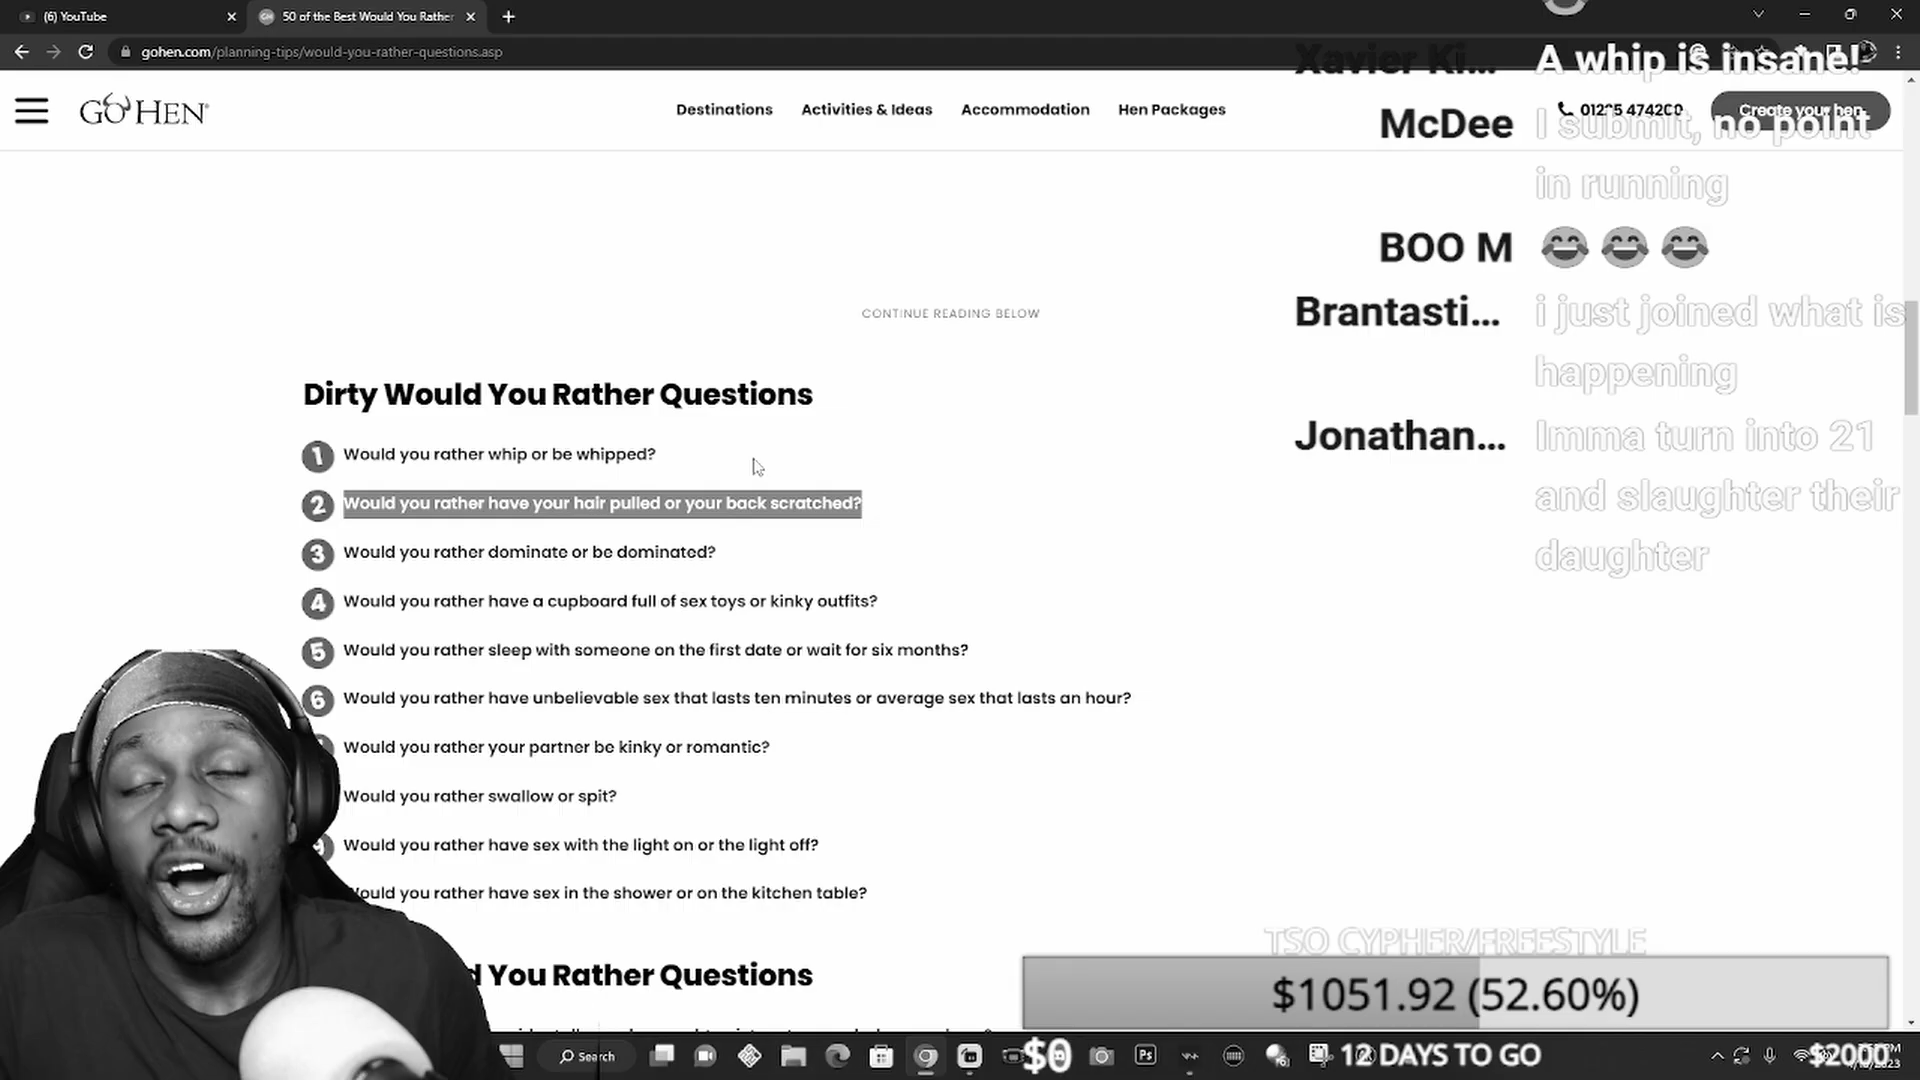 (6) YouTube
50 of the Best Would You Rather
gohen.com/planning-tips/would-you-rather-questions.asp
GO HEN
Destinations
Activities & Ideas
Accommodation
Hen Packages
Create your hen
Xavier Ki... A whip is insane!
McDee I submit, no point
in running
BOO M 😂 😂 😂
Brantasti... i just joined what is
happening
Jonathan... Imma turn into 21
and slaughter their
daughter
CONTINUE READING BELOW
Dirty Would You Rather Questions
1 Would you rather whip or be whipped?
2 Would you rather have your hair pulled or your back scratched?
3 Would you rather dominate or be dominated?
4 Would you rather have a cupboard full of sex toys or kinky outfits?
5 Would you rather sleep with someone on the first date or wait for six months?
6 Would you rather have unbelievable sex that lasts ten minutes or average sex that lasts an hour?
Would you rather your partner be kinky or romantic?
Would you rather swallow or spit?
Would you rather have sex with the light on or the light off?
Would you rather have sex in the shower or on the kitchen table?
You Rather Questions
TSO CYPHER/FREESTYLE
$1051.92 (52.60%)
Search
$0
Ps
12 DAYS TO GO
$2000